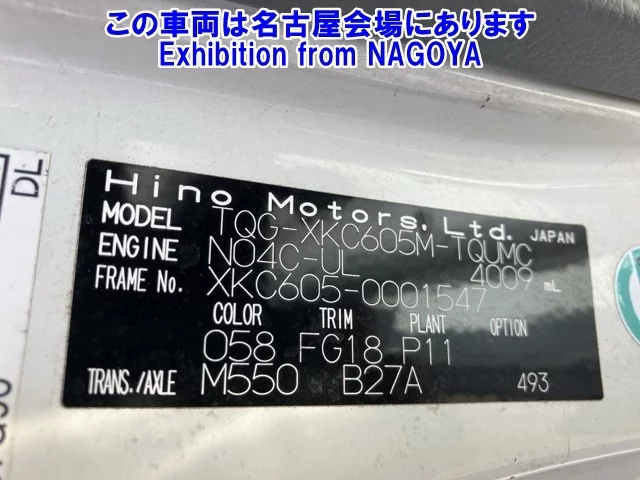 この車両は名古屋会場にあります
Exhibition from NAGOYA
DL
Hino Motors, Ltd. JAPAN
MODEL TQG-XKC605M-TQUMC
ENGINE N04C-UL 4009 mL
FRAME No. XKC605-0001547
COLOR TRIM PLANT OPTION
058 FG18 P11
TRANS./AXLE M550 B27A 493